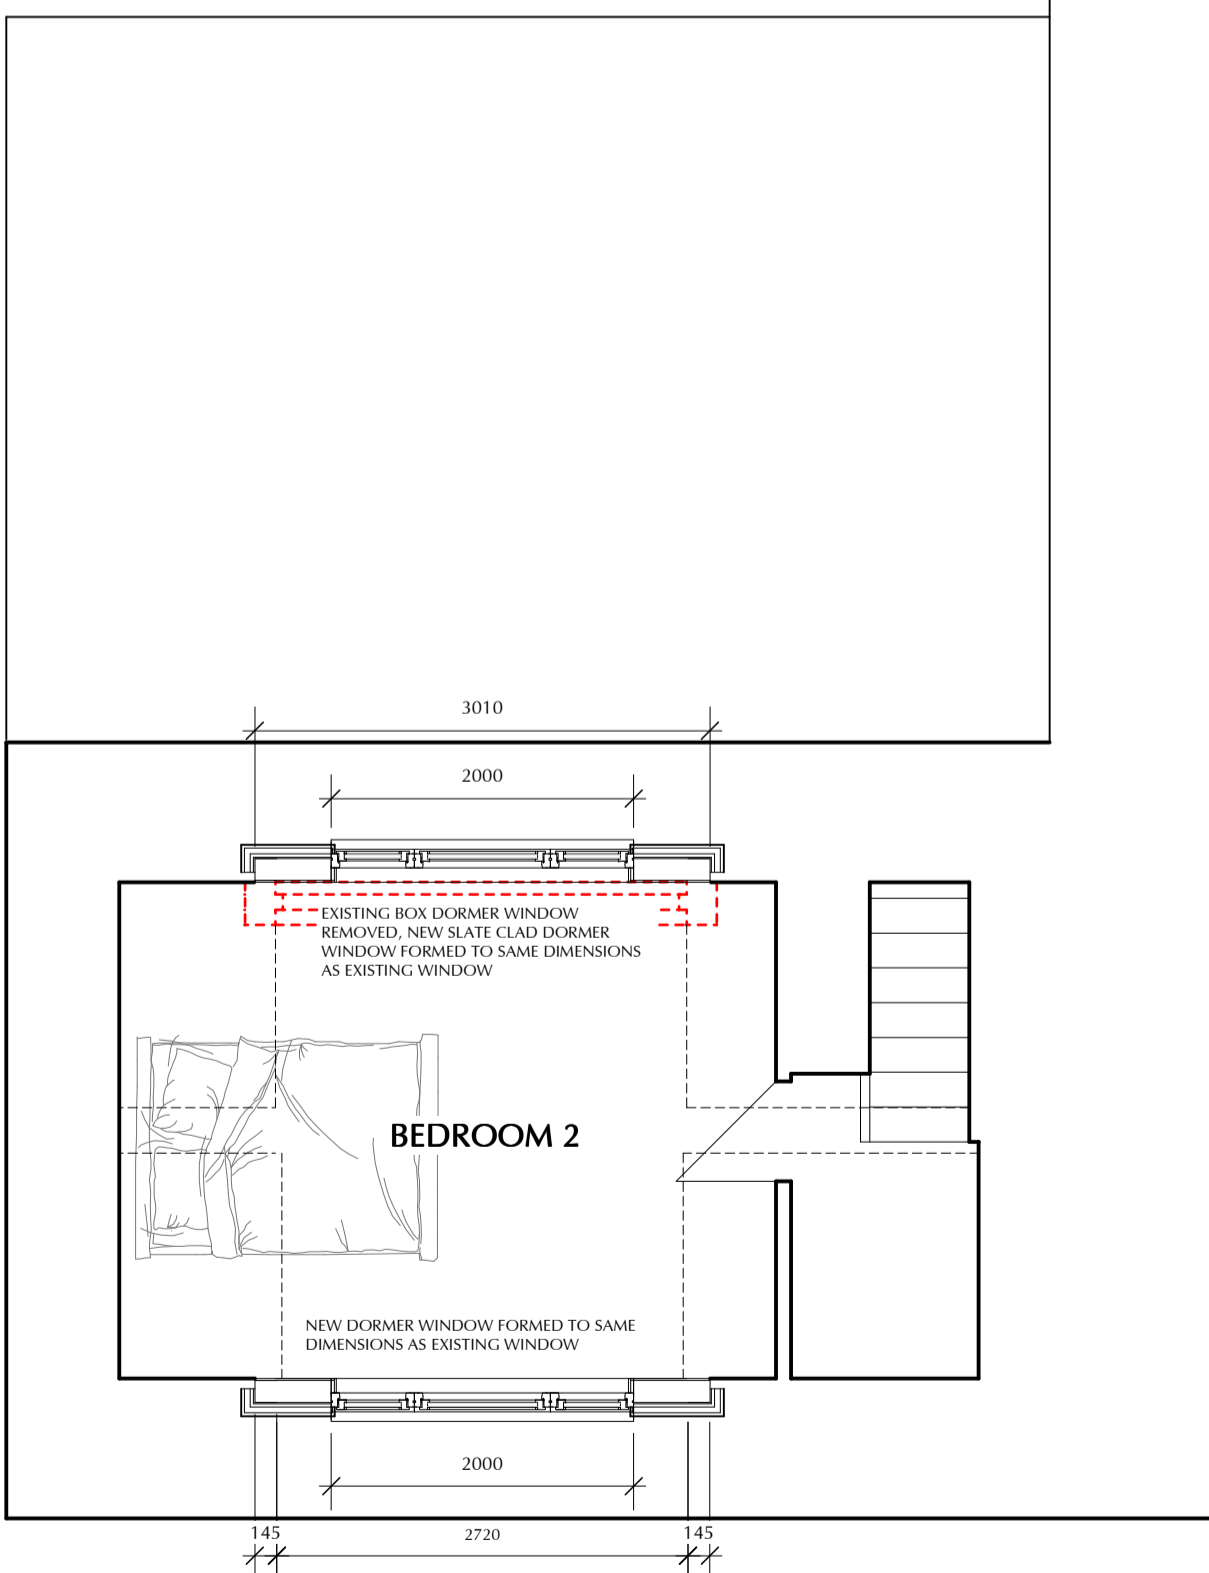 3010
2000
EXISTING BOX DORMER WINDOW
REMOVED, NEW SLATE CLAD DORMER
WINDOW FORMED TO SAME DIMENSIONS
AS EXISTING WINDOW
BEDROOM 2
NEW DORMER WINDOW FORMED TO SAME
DIMENSIONS AS EXISTING WINDOW
2000
145 2720 145